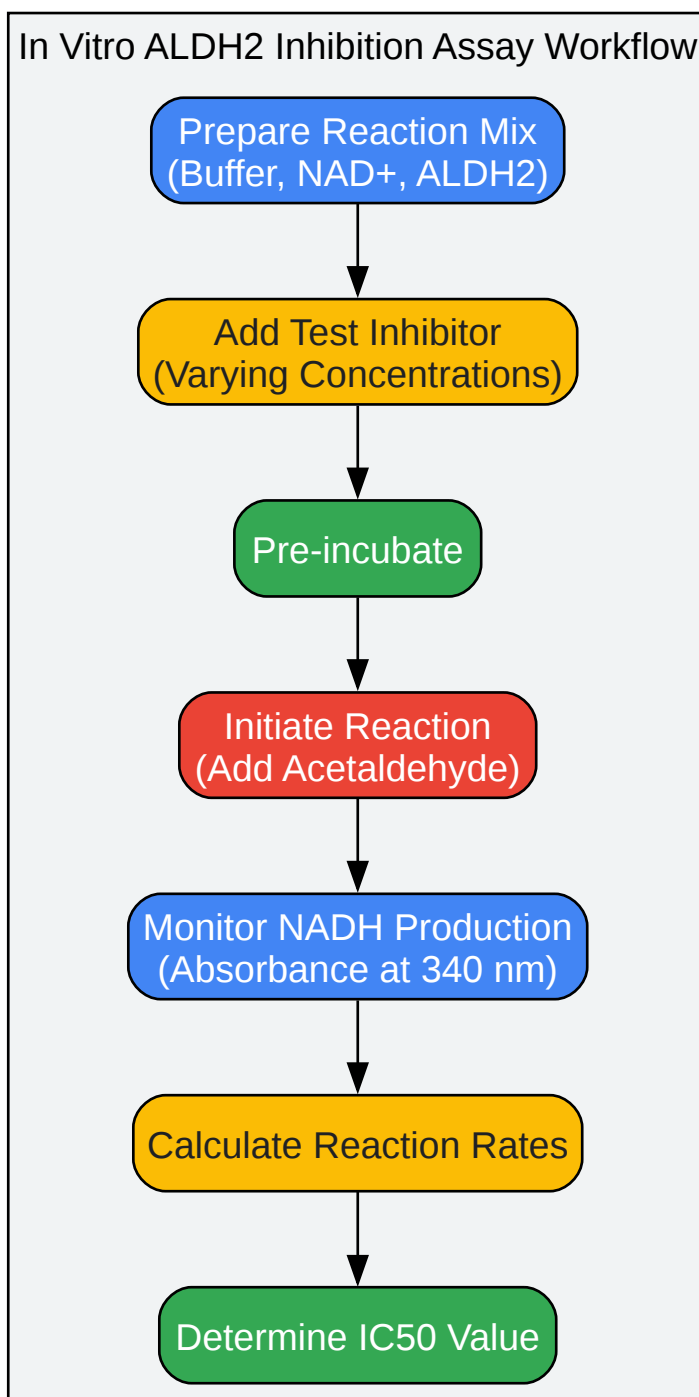 In Vitro ALDH2 Inhibition Assay Workflow
Prepare Reaction Mix
(Buffer, NAD+, ALDH2)
Add Test Inhibitor
(Varying Concentrations)
Pre-incubate
Initiate Reaction
(Add Acetaldehyde)
Monitor NADH Production
(Absorbance at 340 nm)
Calculate Reaction Rates
Determine IC50 Value